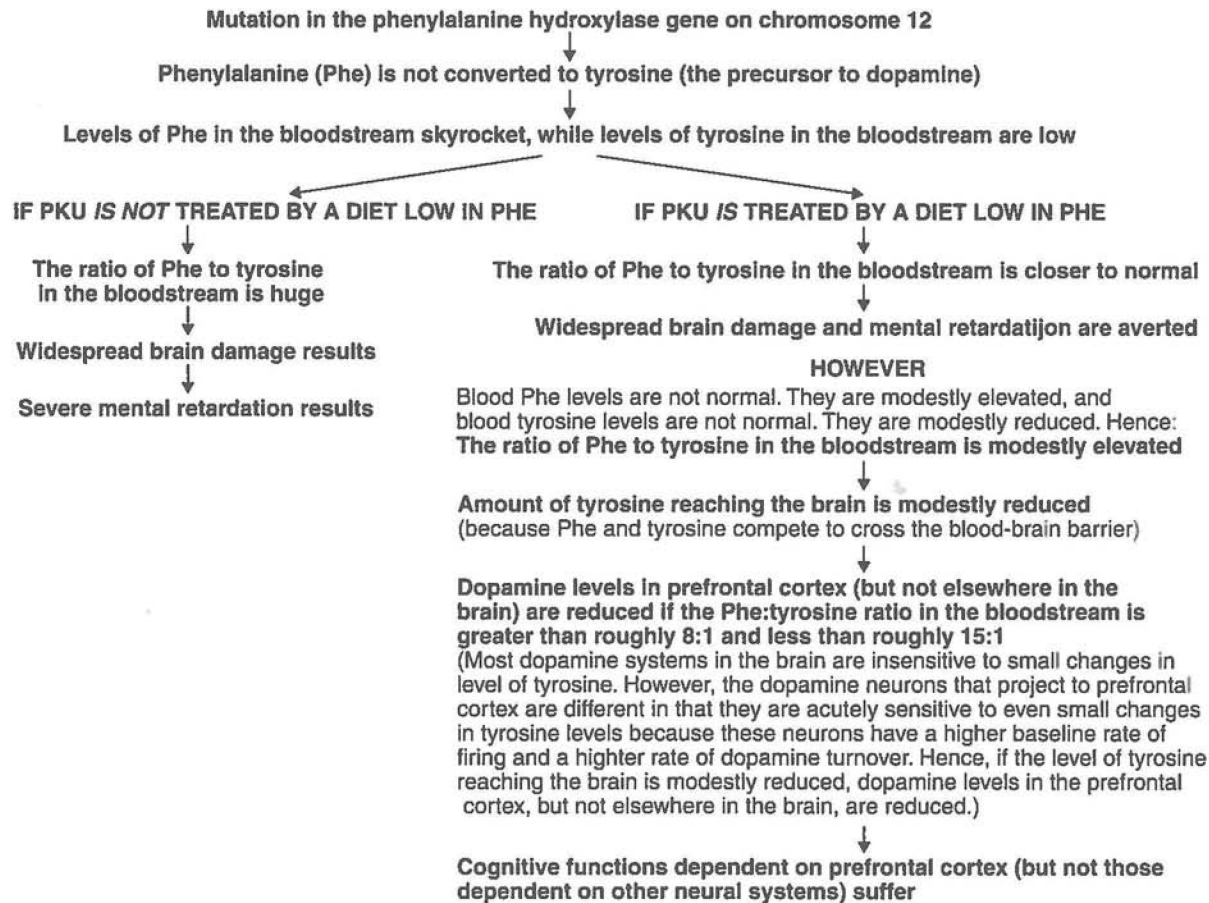 Mutation in the phenylalanine hydroxylase gene on chromosome 12
Phenylalanine (Phe) is not converted to tyrosine (the precursor to dopamine)
Levels of Phe in the bloodstream skyrocket, while levels of tyrosine in the bloodstream are low
IF PKU IS NOT TREATED BY A DIET LOW IN PHE
The ratio of Phe to tyrosine
in the bloodstream is huge
Widespread brain damage results
Severe mental retardation results
IF PKU IS TREATED BY A DIET LOW IN PHE
The ratio of Phe to tyrosine in the bloodstream is closer to normal
Widespread brain damage and mental retardatijon are averted
HOWEVER
Blood Phe levels are not normal. They are modestly elevated, and
blood tyrosine levels are not normal. They are modestly reduced. Hence:
The ratio of Phe to tyrosine in the bloodstream is modestly elevated
Amount of tyrosine reaching the brain is modestly reduced
(because Phe and tyrosine compete to cross the blood-brain barrier)
Dopamine levels in prefrontal cortex (but not elsewhere in the
brain) are reduced if the Phe:tyrosine ratio in the bloodstream is
greater than roughly 8:1 and less than roughly 15:1
(Most dopamine systems in the brain are insensitive to small changes in
level of tyrosine. However, the dopamine neurons that project to prefrontal
cortex are different in that they are acutely sensitive to even small changes
in tyrosine levels because these neurons have a higher baseline rate of
firing and a highter rate of dopamine turnover. Hence, if the level of tyrosine
reaching the brain is modestly reduced, dopamine levels in the prefrontal
cortex, but not elsewhere in the brain, are reduced.)
Cognitive functions dependent on prefrontal cortex (but not those
dependent on other neural systems) suffer